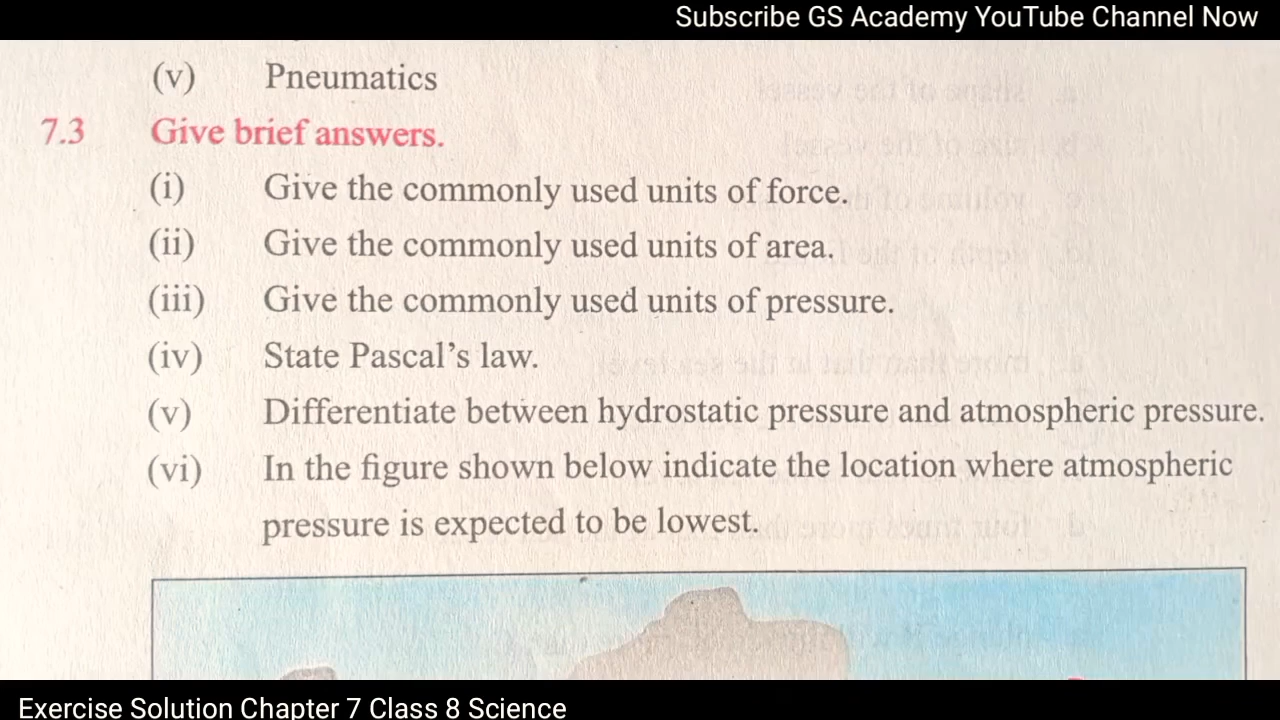 Subscribe GS Academy YouTube Channel Now
(v) Pneumatics
7.3 Give brief answers.
(i) Give the commonly used units of force.
(ii) Give the commonly used units of area.
(iii) Give the commonly used units of pressure.
(iv) State Pascal's law.
(v) Differentiate between hydrostatic pressure and atmospheric pressure.
(vi) In the figure shown below indicate the location where atmospheric
pressure is expected to be lowest.
Exercise Solution Chapter 7 Class 8 Science